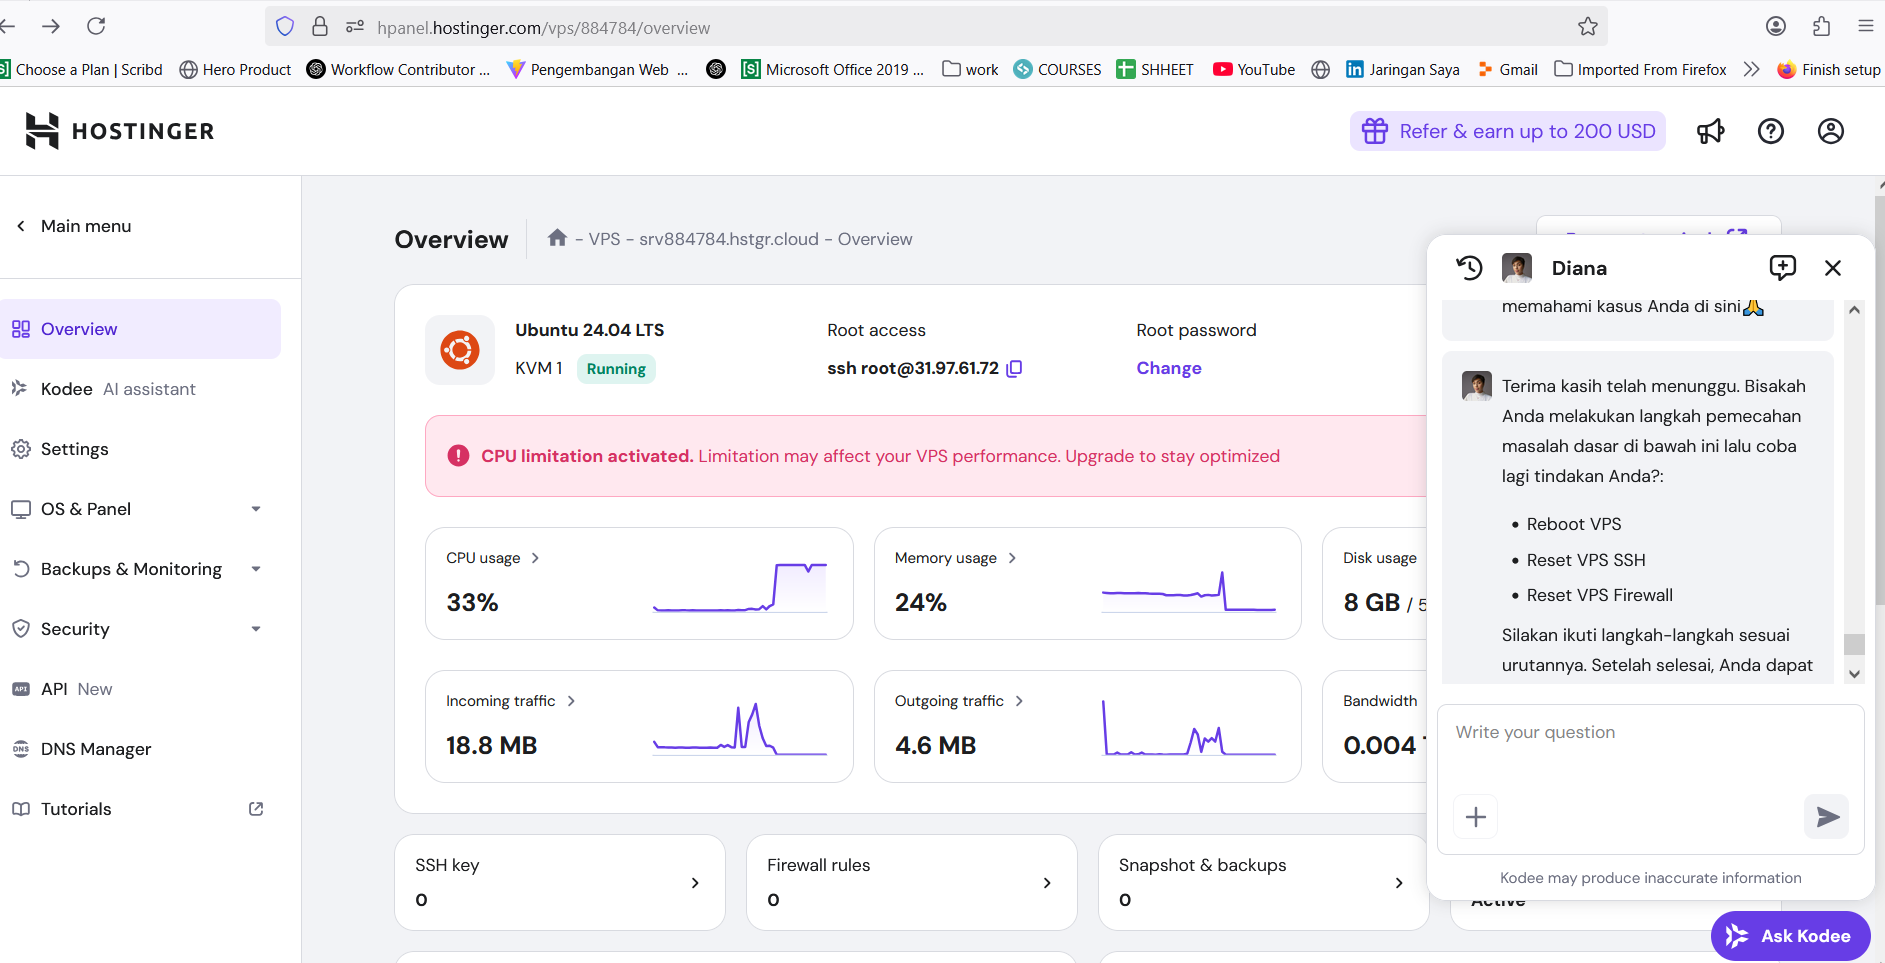 hpanel.hostinger.com/vps/884784/overview
Choose a Plan | Scribd
Hero Product
Workflow Contributor ...
Pengembangan Web ...
Microsoft Office 2019 ...
work
COURSES
SHHEET
YouTube
Jaringan Saya
Gmail
Imported From Firefox
Finish setup
HOSTINGER
Refer & earn up to 200 USD
Main menu
Overview
Kodee AI assistant
Settings
OS & Panel
Backups & Monitoring
Security
API New
DNS Manager
Tutorials
Overview
- VPS - srv884784.hstgr.cloud - Overview
Ubuntu 24.04 LTS
KVM 1 Running
Root access
ssh root@31.97.61.72
Root password
Change
CPU limitation activated. Limitation may affect your VPS performance. Upgrade to stay optimized
CPU usage
33%
Memory usage
24%
Disk usage
8 GB / 5
Incoming traffic
18.8 MB
Outgoing traffic
4.6 MB
Bandwidth
0.004
SSH key
0
Firewall rules
0
Snapshot & backups
0
Active
Diana
memahami kasus Anda di sini🙏
Terima kasih telah menunggu. Bisakah
Anda melakukan langkah pemecahan
masalah dasar di bawah ini lalu coba
lagi tindakan Anda?:
• Reboot VPS
• Reset VPS SSH
• Reset VPS Firewall
Silakan ikuti langkah-langkah sesuai
urutannya. Setelah selesai, Anda dapat
Write your question
Kodee may produce inaccurate information
Ask Kodee